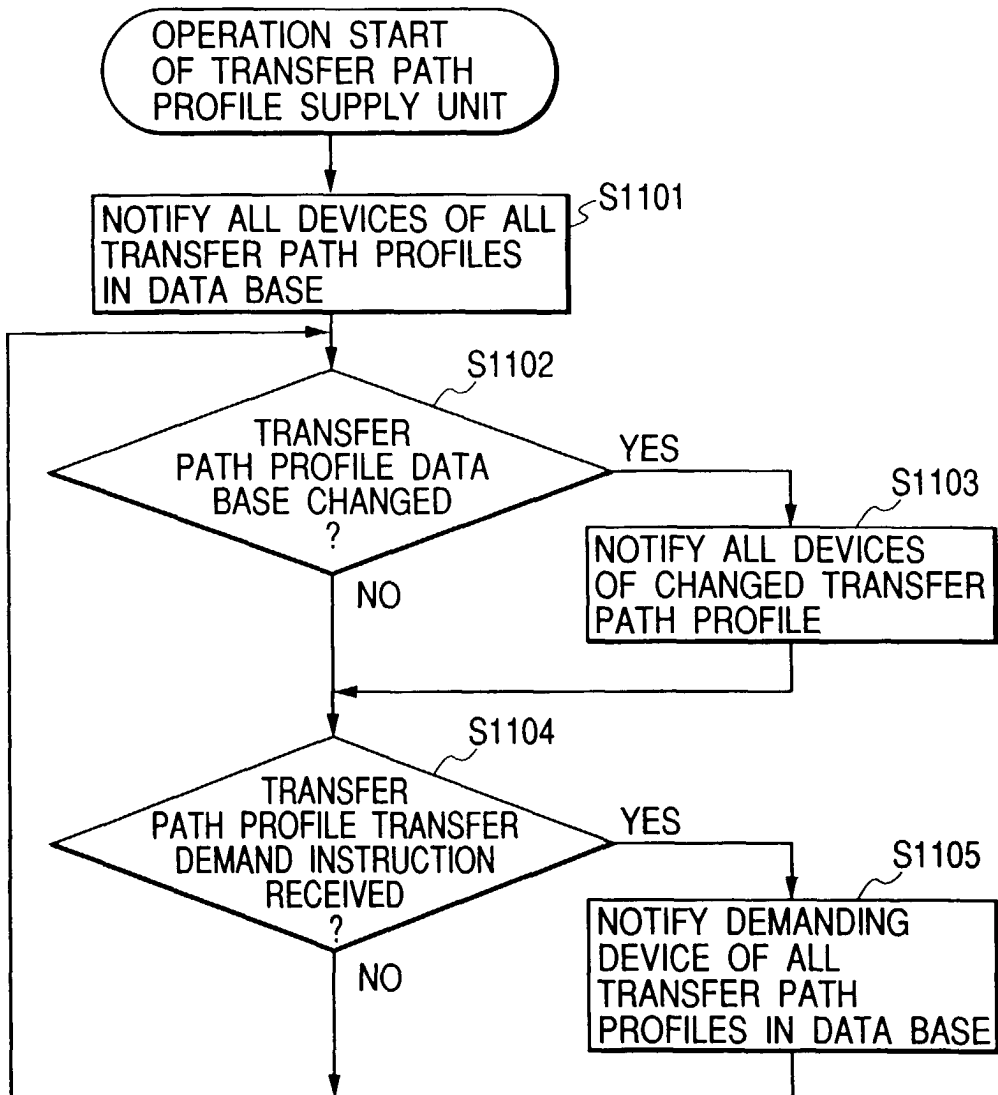 OPERATION START
OF TRANSFER PATH
PROFILE SUPPLY UNIT
S1101
NOTIFY ALL DEVICES OF ALL
TRANSFER PATH PROFILES
IN DATA BASE
S1102
TRANSFER
PATH PROFILE DATA
BASE CHANGED
?
YES
NO
S1103
NOTIFY ALL DEVICES
OF CHANGED TRANSFER
PATH PROFILE
S1104
TRANSFER
PATH PROFILE TRANSFER
DEMAND INSTRUCTION
RECEIVED
?
YES
NO
S1105
NOTIFY DEMANDING
DEVICE OF ALL
TRANSFER PATH
PROFILES IN DATA BASE